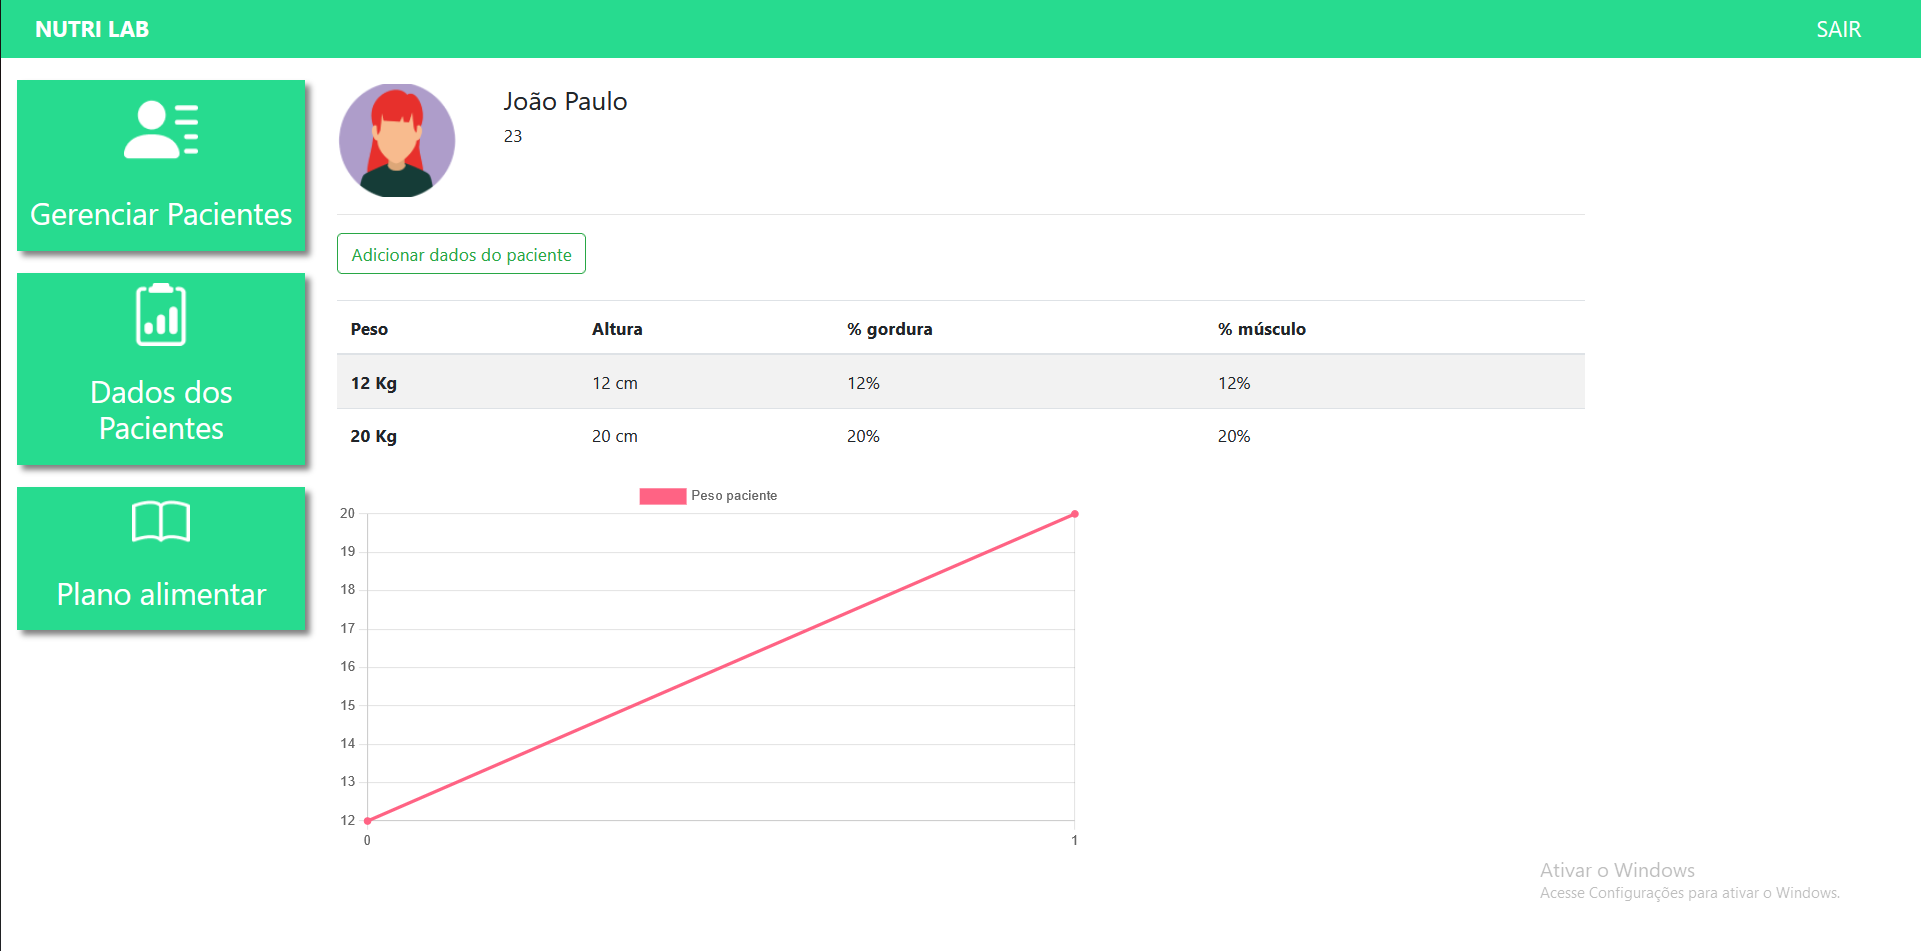 NUTRI LAB
SAIR
Gerenciar Pacientes
Dados dos
Pacientes
Plano alimentar
João Paulo
23
Adicionar dados do paciente
Peso Altura % gordura % músculo
12 Kg 12 cm 12% 12%
20 Kg 20 cm 20% 20%
Peso paciente
20
19
18
17
16
15
14
13
12
0 1
Ativar o Windows
Acesse Configurações para ativar o Windows.